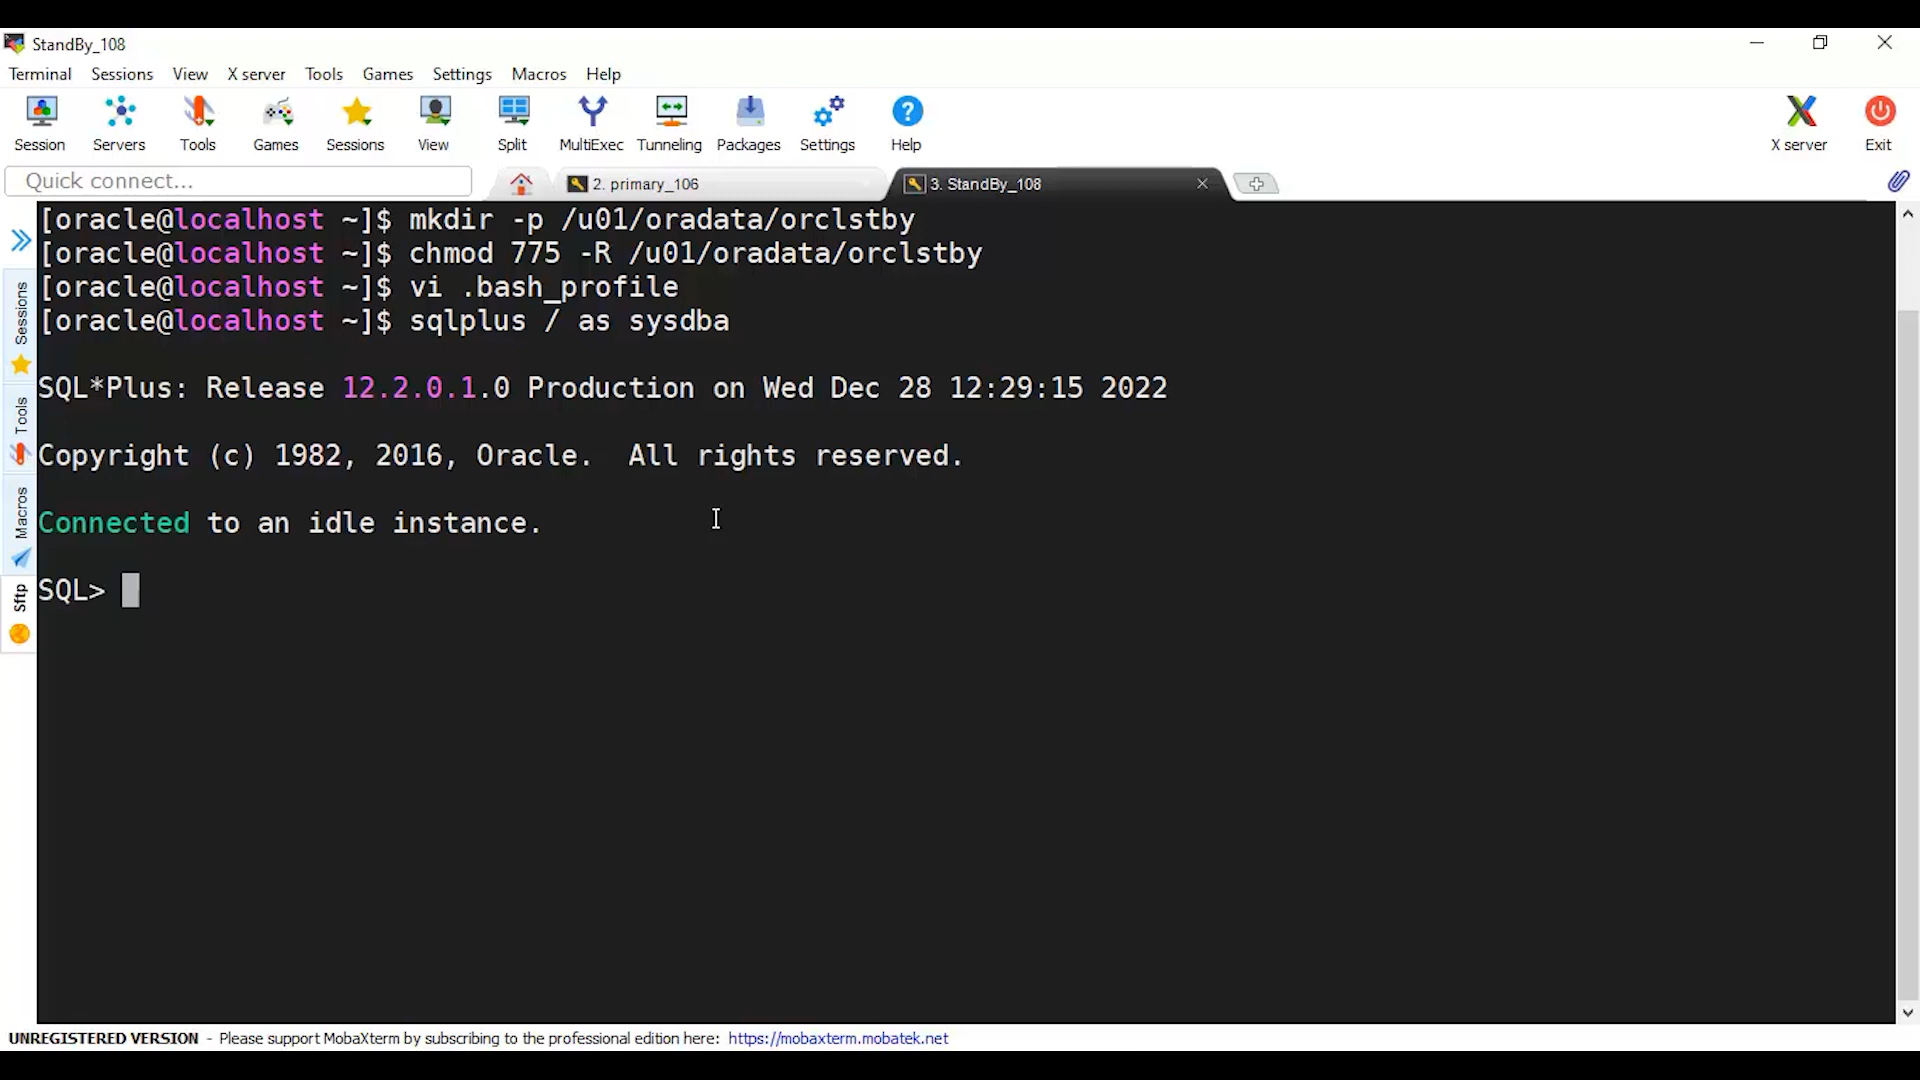 StandBy_108
Terminal Sessions View X server Tools Games Settings Macros Help
Session Servers Tools Games Sessions View Split MultiExec Tunneling Packages Settings Help X server Exit
Quick connect...
2. primary_106
3. StandBy_108
Sessions
Tools
Macros
Sftp
[oracle@localhost ~]$ mkdir -p /u01/oradata/orclstby
[oracle@localhost ~]$ chmod 775 -R /u01/oradata/orclstby
[oracle@localhost ~]$ vi .bash_profile
[oracle@localhost ~]$ sqlplus / as sysdba
SQL*Plus: Release 12.2.0.1.0 Production on Wed Dec 28 12:29:15 2022
Copyright (c) 1982, 2016, Oracle.  All rights reserved.
Connected to an idle instance.
SQL>
UNREGISTERED VERSION - Please support MobaXterm by subscribing to the professional edition here: https://mobaxterm.mobatek.net